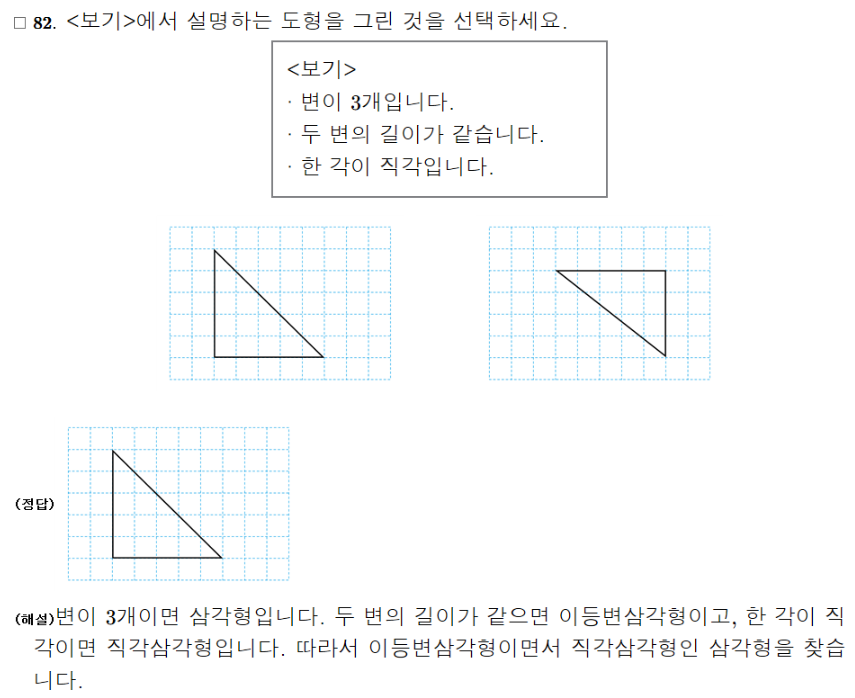 □ 82. <보기>에서 설명하는 도형을 그린 것을 선택하세요.
<보기>
· 변이 3개입니다.
· 두 변의 길이가 같습니다.
· 한 각이 직각입니다.
(정답)
(해설)변이 3개이면 삼각형입니다. 두 변의 길이가 같으면 이등변삼각형이고, 한 각이 직
각이면 직각삼각형입니다. 따라서 이등변삼각형이면서 직각삼각형인 삼각형을 찾습
니다.